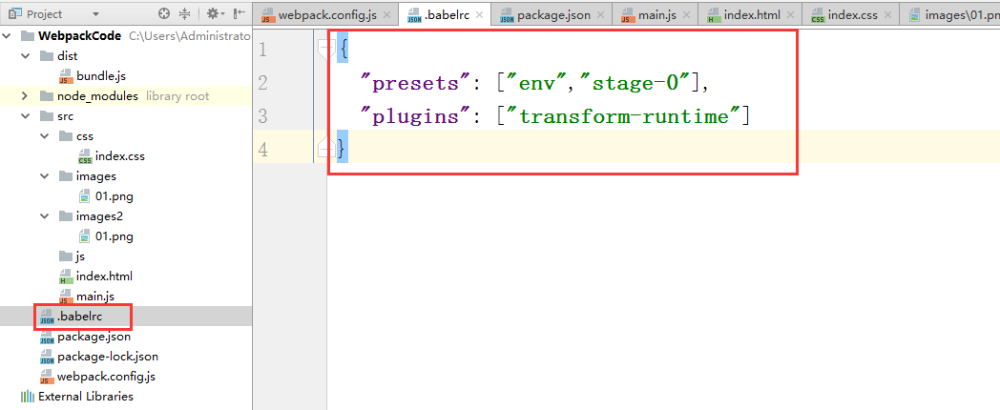 Project
webpack.config.js
.babelrc
package.json
main.js
index.html
index.css
images\01.pn
WebpackCode C:\Users\Administrato
dist
bundle.js
node_modules library root
src
css
index.css
images
01.png
images2
01.png
js
index.html
main.js
.babelrc
package.json
package-lock.json
webpack.config.js
External Libraries
1 {
2 "presets": ["env","stage-0"],
3 "plugins": ["transform-runtime"]
4 }